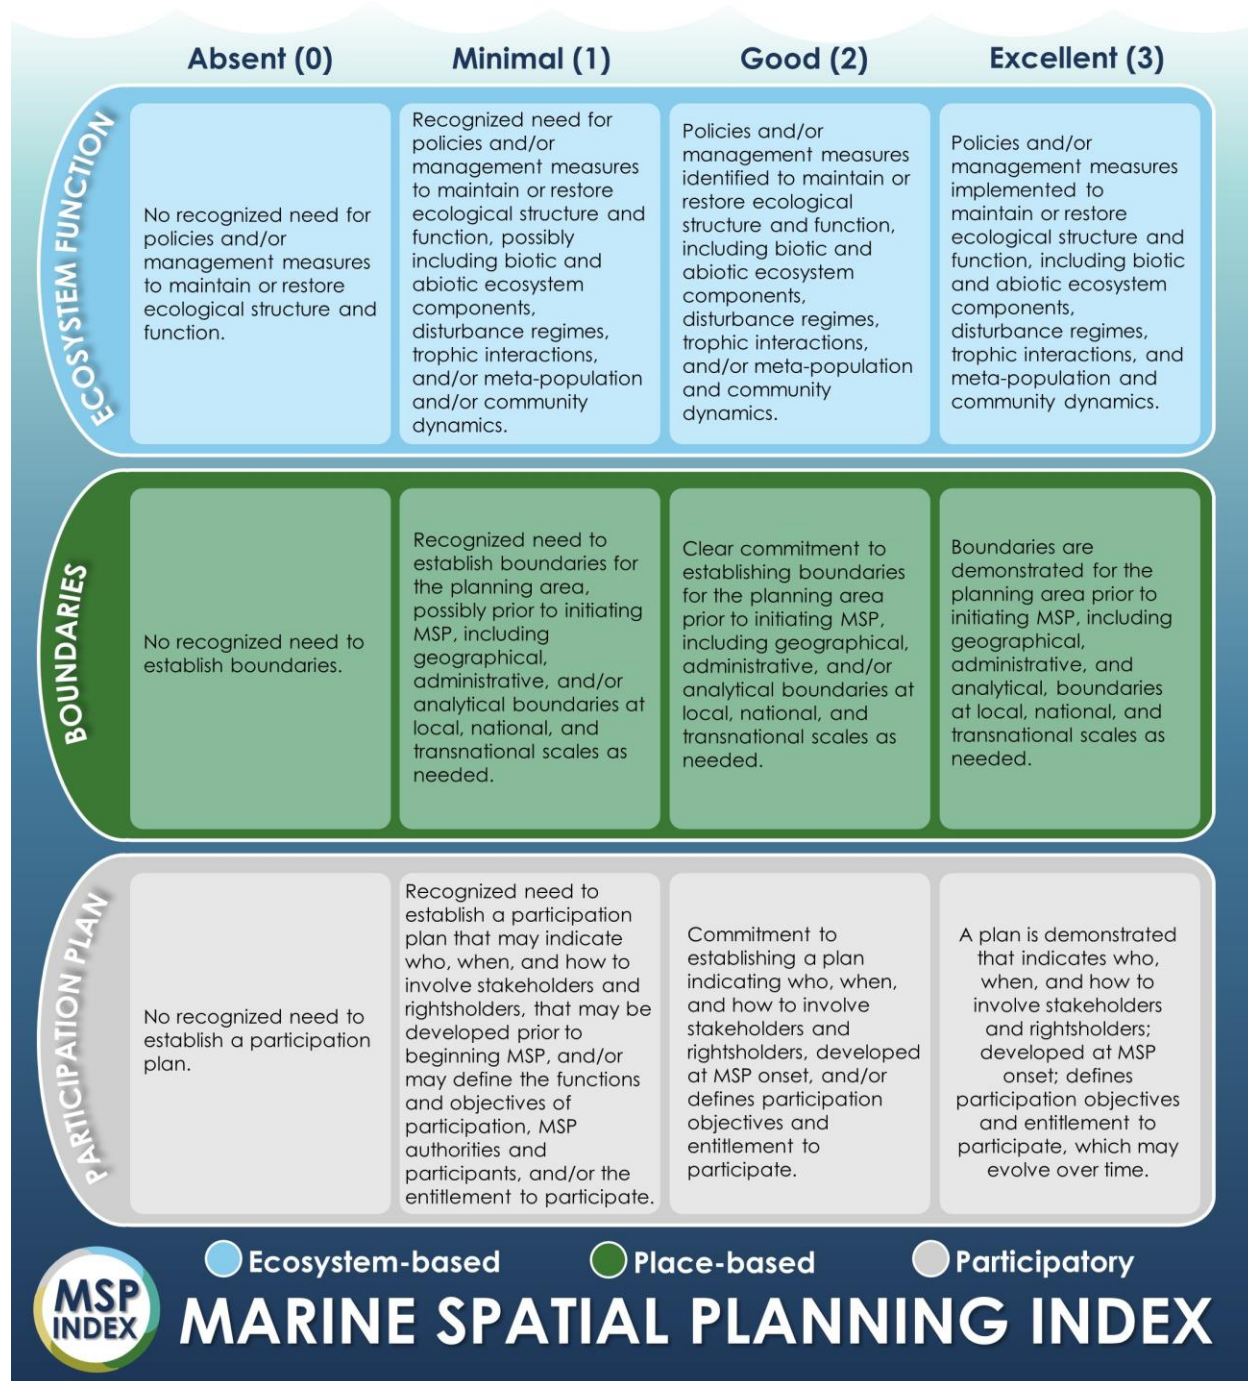 Absent (0)
Minimal (1)
Good (2)
Excellent (3)
ECOSYSTEM FUNCTION
No recognized need for
policies and/or
management measures
to maintain or restore
ecological structure and
function.
Recognized need for
policies and/or
management measures
to maintain or restore
ecological structure and
function, possibly
including biotic and
abiotic ecosystem
components,
disturbance regimes,
trophic interactions,
and/or meta-population
and/or community
dynamics.
Policies and/or
management measures
identified to maintain or
restore ecological
structure and function,
including biotic and
abiotic ecosystem
components,
disturbance regimes,
trophic interactions,
and/or meta-population
and community
dynamics.
Policies and/or
management measures
implemented to
maintain or restore
ecological structure and
function, including biotic
and abiotic ecosystem
components,
disturbance regimes,
trophic interactions, and
meta-population and
community dynamics.
BOUNDARIES
No recognized need to
establish boundaries.
Recognized need to
establish boundaries for
the planning area,
possibly prior to initiating
MSP, including
geographical,
administrative, and/or
analytical boundaries at
local, national, and
transnational scales as
needed.
Clear commitment to
establishing boundaries
for the planning area
prior to initiating MSP,
including geographical,
administrative, and/or
analytical boundaries at
local, national, and
transnational scales as
needed.
Boundaries are
demonstrated for the
planning area prior to
initiating MSP, including
geographical,
administrative, and
analytical, boundaries
at local, national, and
transnational scales as
needed.
PARTICIPATION PLAN
No recognized need to
establish a participation
plan.
Recognized need to
establish a participation
plan that may indicate
who, when, and how to
involve stakeholders and
rightsholders, that may be
developed prior to
beginning MSP, and/or
may define the functions
and objectives of
participation, MSP
authorities and
participants, and/or the
entitlement to participate.
Commitment to
establishing a plan
indicating who, when,
and how to involve
stakeholders and
rightsholders, developed
at MSP onset, and/or
defines participation
objectives and
entitlement to
participate.
A plan is demonstrated
that indicates who,
when, and how to
involve stakeholders
and rightsholders;
developed at MSP
onset; defines
participation objectives
and entitlement to
participate, which may
evolve over time.
Ecosystem-based
Place-based
Participatory
MSP
INDEX
MARINE SPATIAL PLANNING INDEX